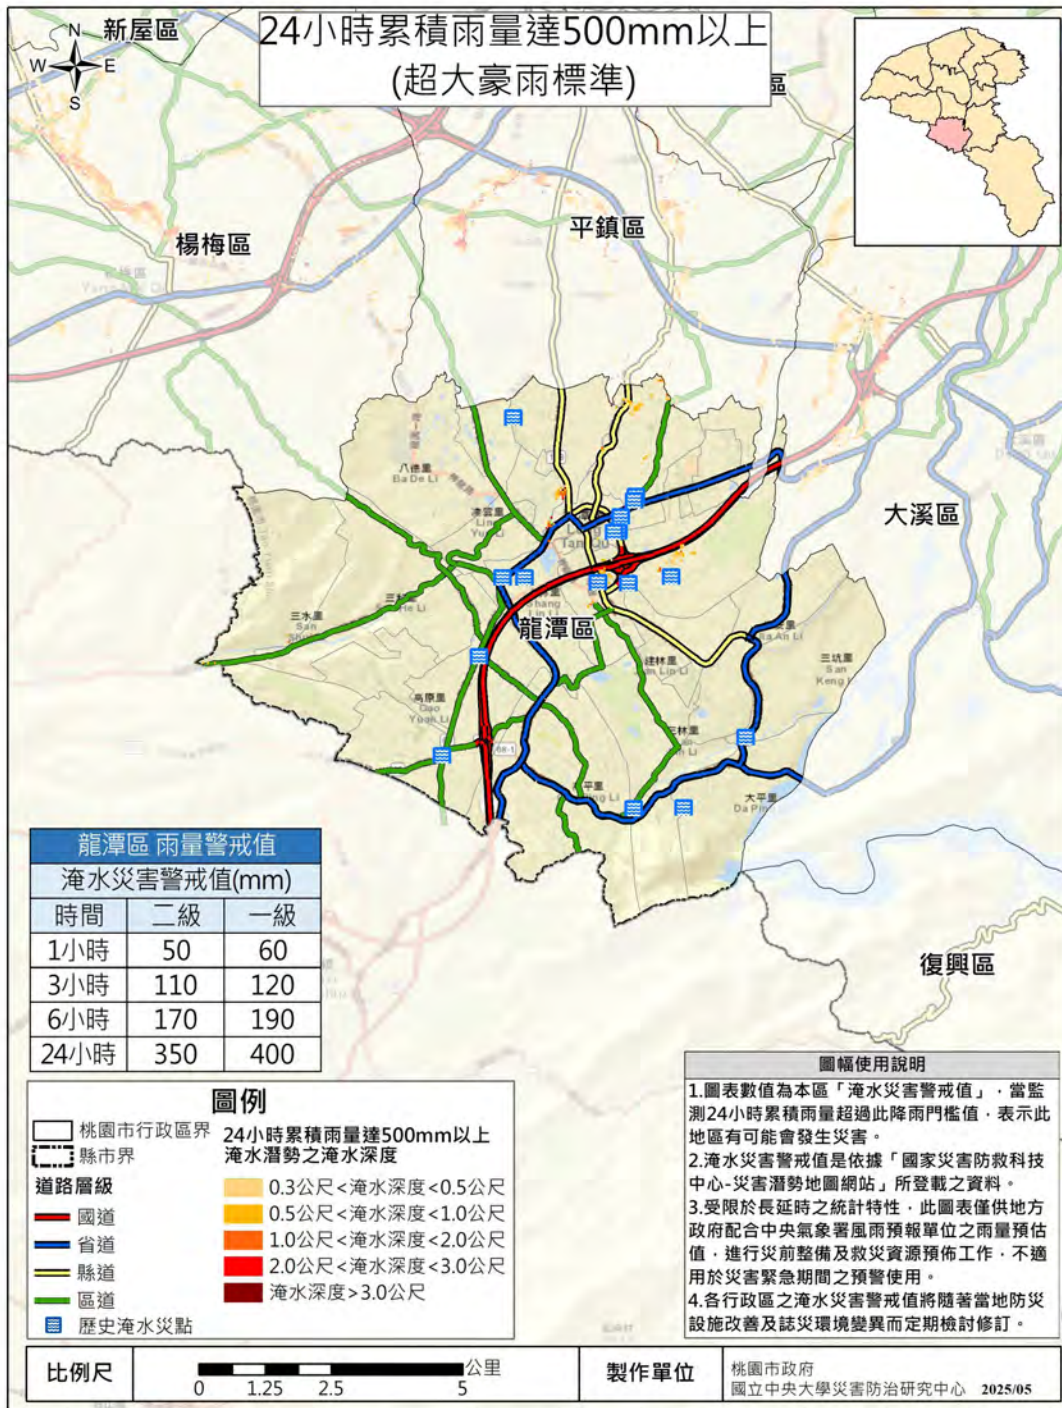 24小時累積雨量達500mm以上
(超大豪雨標準)
新屋區
N
W
E
S
區
平鎮區
楊梅區
大溪區
八德里
Ba De Li
凌雲里
三水里
San
龍潭區
高原里
Gao
Yuan Li
建林里
三坑里
San
三林里
大平里
68-1
復興區
龍潭區 雨量警戒值
淹水災害警戒值(mm)
時間 二級 一級
1小時 50 60
3小時 110 120
6小時 170 190
24小時 350 400
圖例
桃園市行政區界
縣市界
道路層級
國道
省道
縣道
區道
歷史淹水災點
24小時累積雨量達500mm以上
淹水潛勢之淹水深度
0.3公尺<淹水深度<0.5公尺
0.5公尺<淹水深度<1.0公尺
1.0公尺<淹水深度<2.0公尺
2.0公尺<淹水深度<3.0公尺
淹水深度>3.0公尺
圖幅使用說明
1.圖表數值為本區「淹水災害警戒值」，當監
測24小時累積雨量超過此降雨門檻值，表示此
地區有可能會發生災害。
2.淹水災害警戒值是依據「國家災害防救科技
中心-災害潛勢地圖網站」所登載之資料。
3.受限於長延時之統計特性，此圖表僅供地方
政府配合中央氣象署風雨預報單位之雨量預估
值，進行災前整備及救災資源預佈工作，不適
用於災害緊急期間之預警使用。
4.各行政區之淹水災害警戒值將隨著當地防災
設施改善及誌災環境變異而定期檢討修訂。
比例尺
0 1.25 2.5 5
公里
製作單位
桃園市政府
國立中央大學災害防治研究中心 2025/05